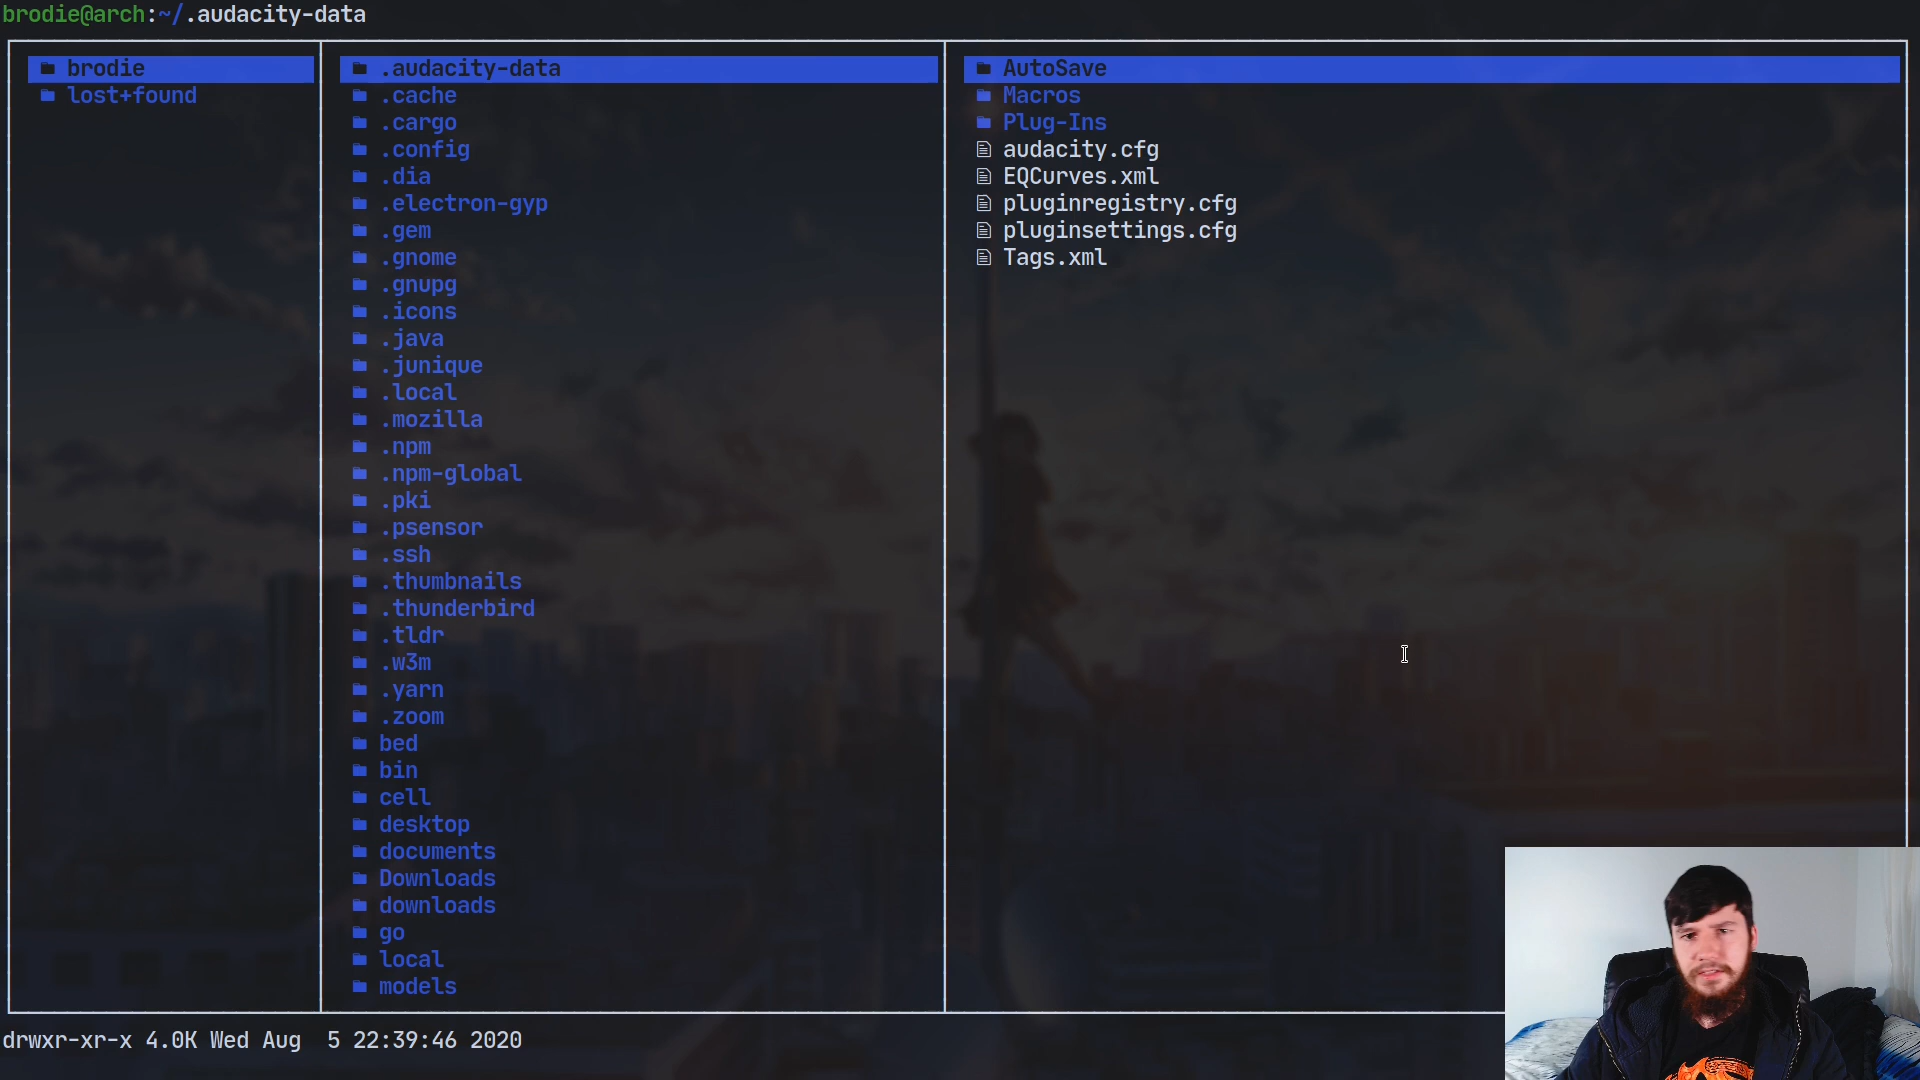 brodie@arch:~/.audacity-data
brodie
lost+found
.audacity-data
.cache
.cargo
.config
.dia
.electron-gyp
.gem
.gnome
.gnupg
.icons
.java
.junique
.local
.mozilla
.npm
.npm-global
.pki
.psensor
.ssh
.thumbnails
.thunderbird
.tldr
.w3m
.yarn
.zoom
bed
bin
cell
desktop
documents
Downloads
downloads
go
local
models
AutoSave
Macros
Plug-Ins
audacity.cfg
EQCurves.xml
pluginregistry.cfg
pluginsettings.cfg
Tags.xml
drwxr-xr-x 4.0K Wed Aug  5 22:39:46 2020